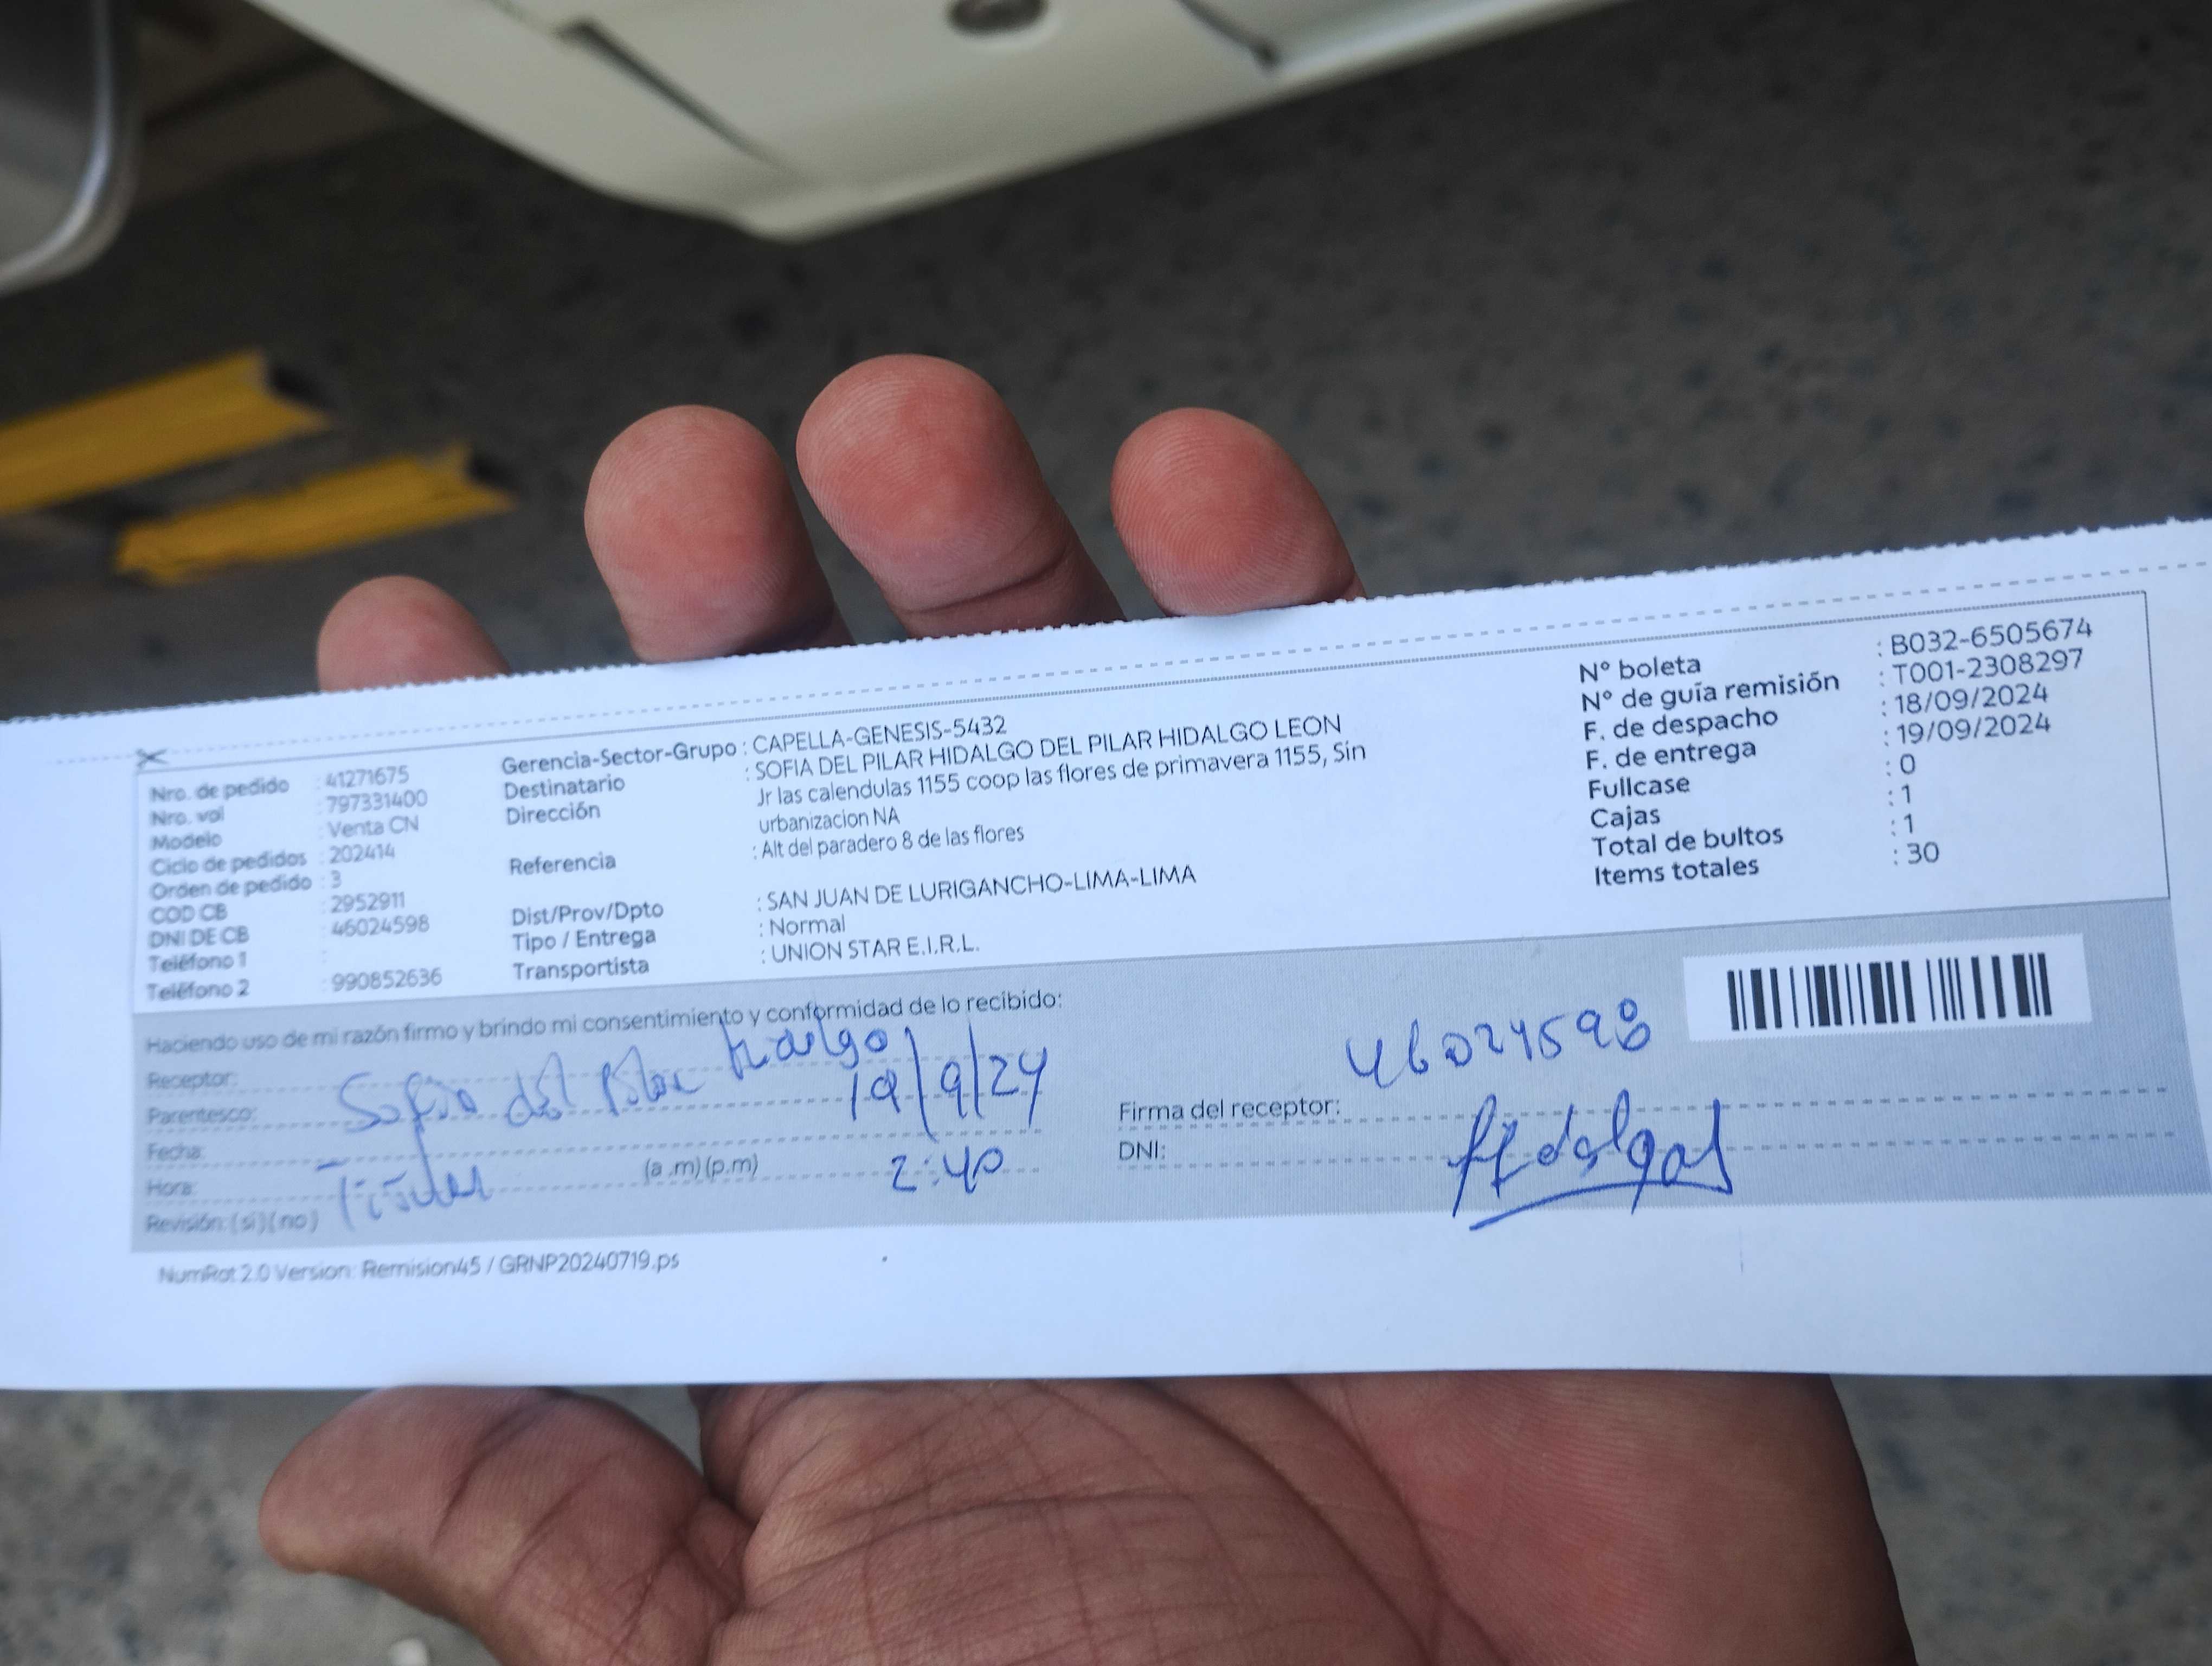 Nro. de pedido : 41271675
Nro. vol : 797331400
Modelo : Venta CN
Ciclo de pedidos : 202414
Orden de pedido : 3
COD CB : 2952911
DNI DE CB : 46024598
Teléfono 1 :
Teléfono 2 : 990852636
Gerencia-Sector-Grupo : CAPELLA-GENESIS-5432
Destinatario : SOFIA DEL PILAR HIDALGO DEL PILAR HIDALGO LEON
Dirección : Jr las calendulas 1155 coop las flores de primavera 1155, Sin
urbanizacion NA
Referencia : Alt del paradero 8 de las flores
Dist/Prov/Dpto : SAN JUAN DE LURIGANCHO-LIMA-LIMA
Tipo / Entrega : Normal
Transportista : UNION STAR E.I.R.L.
N° boleta : B032-6505674
N° de guía remisión : T001-2308297
F. de despacho : 18/09/2024
F. de entrega : 19/09/2024
Fullcase : 0
Cajas : 1
Total de bultos : 1
Items totales : 30
Haciendo uso de mi razón firmo y brindo mi consentimiento y conformidad de lo recibido:
Receptor: Sofia del Pilar Hidalgo
Parentesco: 19/9/24
Fecha:
Hora: Titular (a .m) (p.m) 2:40
Revisión: (si) (no)
46024598
Firma del receptor: Hidalgo
DNI:
NumRot 2.0 Version: Remision45 / GRNP20240719.ps